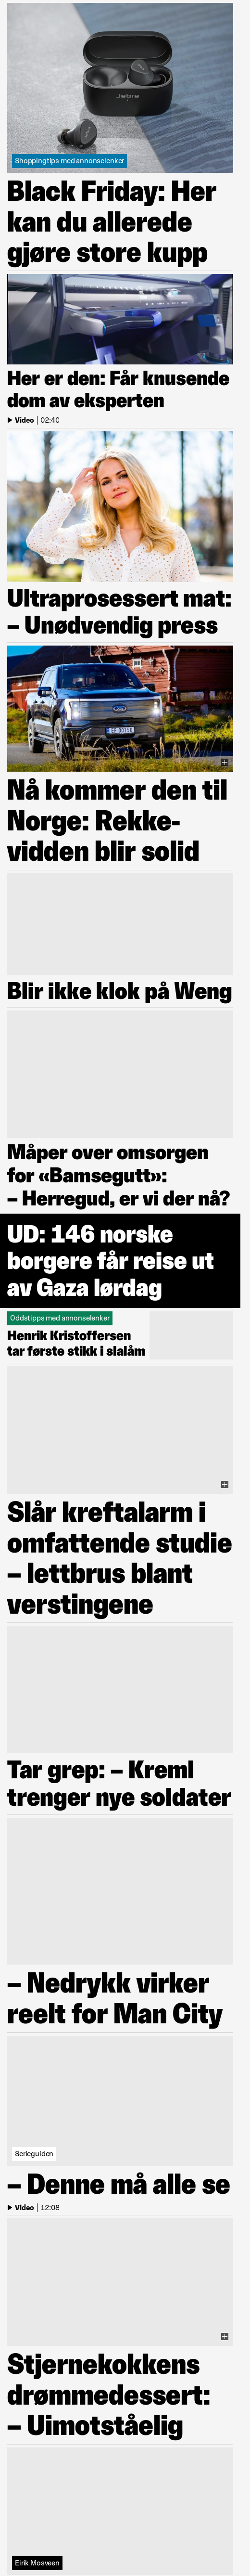 Jabra
Shoppingtips med annonselenker
Black Friday: Her
kan du allerede
gjøre store kupp
Her er den: Får knusende
dom av eksperten
Video | 02:40
Ultraprosessert mat:
– Unødvendig press
Nå kommer den til
Norge: Rekke-
vidden blir solid
Blir ikke klok på Weng
Måper over omsorgen
for «Bamsegutt»:
– Herregud, er vi der nå?
UD: 146 norske
borgere får reise ut
av Gaza lørdag
Oddstipps med annonselenker
Henrik Kristoffersen
tar første stikk i slalåm
Slår kreftalarm i
omfattende studie
– lettbrus blant
verstingene
Tar grep: – Kreml
trenger nye soldater
– Nedrykk virker
reelt for Man City
Serieguiden
– Denne må alle se
Video | 12:08
Stjernekokkens
drømmedessert:
– Uimotståelig
Eirik Mosveen